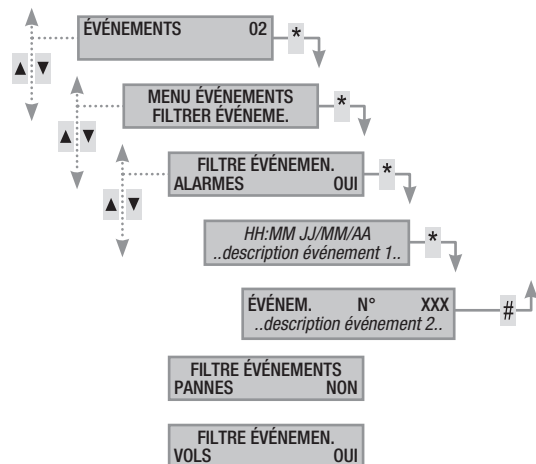 ÉVÉNEMENTS 02
*
▲ ▼
MENU ÉVÉNEMENTS
FILTRER ÉVÉNEME.
*
▲ ▼
FILTRE ÉVÉNEMEN.
ALARMES OUI
*
▲ ▼
HH:MM JJ/MM/AA
..description événement 1..
*
ÉVÉNEM. N° XXX
..description événement 2..
#
FILTRE ÉVÉNEMENTS
PANNES NON
FILTRE ÉVÉNEMEN.
VOLS OUI